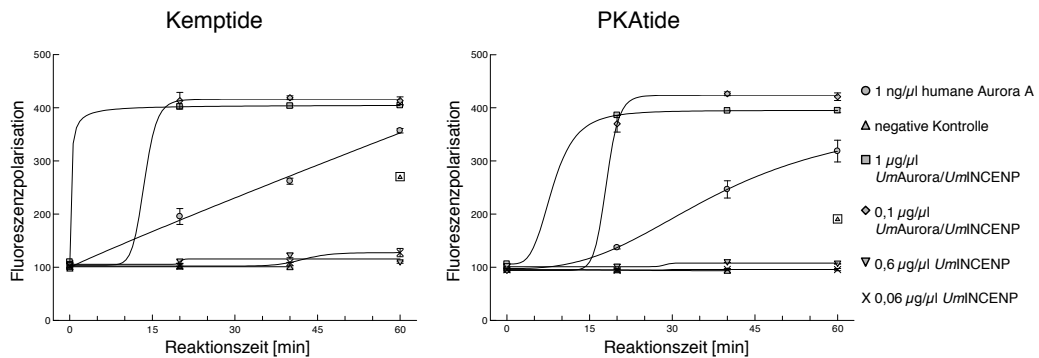 Kemptide
PKAtide
Fluoreszenzpolarisation
500
400
300
200
100
0
0
15
30
45
60
Reaktionszeit [min]
Fluoreszenzpolarisation
500
400
300
200
100
0
0
15
30
45
60
Reaktionszeit [min]
1 ng/µl humane Aurora A
negative Kontrolle
1 µg/µl
UmAurora/UmINCENP
0,1 µg/µl
UmAurora/UmINCENP
0,6 µg/µl UmINCENP
0,06 µg/µl UmINCENP